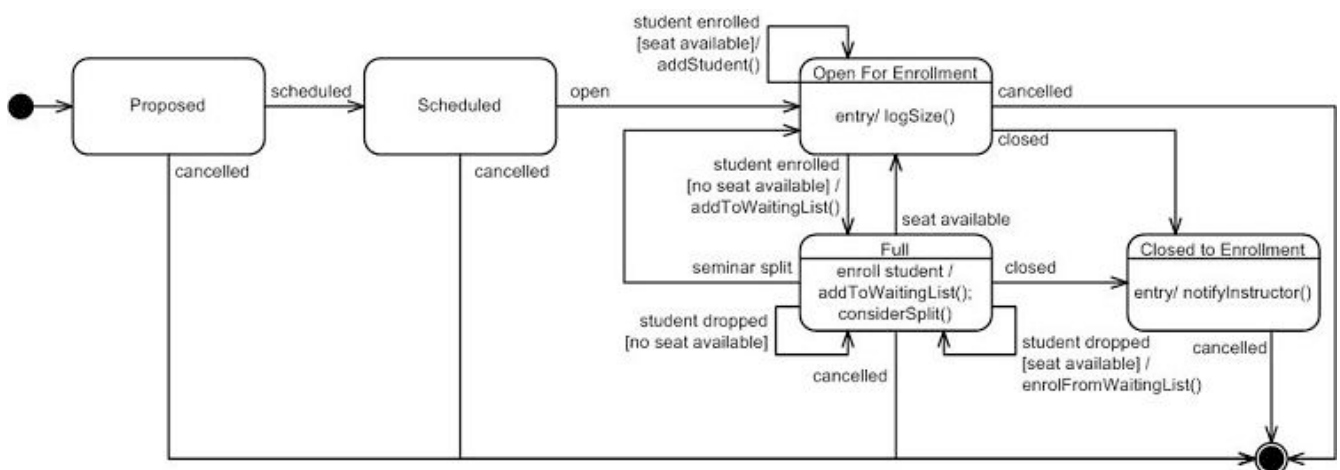 student enrolled
[seat available]/
addStudent()
Proposed
scheduled
Scheduled
open
Open For Enrollment
entry/ logSize()
cancelled
closed
cancelled
cancelled
student enrolled
[no seat available] /
addToWaitingList()
seat available
seminar split
Full
enroll student /
addToWaitingList();
considerSplit()
closed
Closed to Enrollment
entry/ notifyInstructor()
student dropped
[no seat available]
cancelled
student dropped
[seat available] /
enrolFromWaitingList()
cancelled